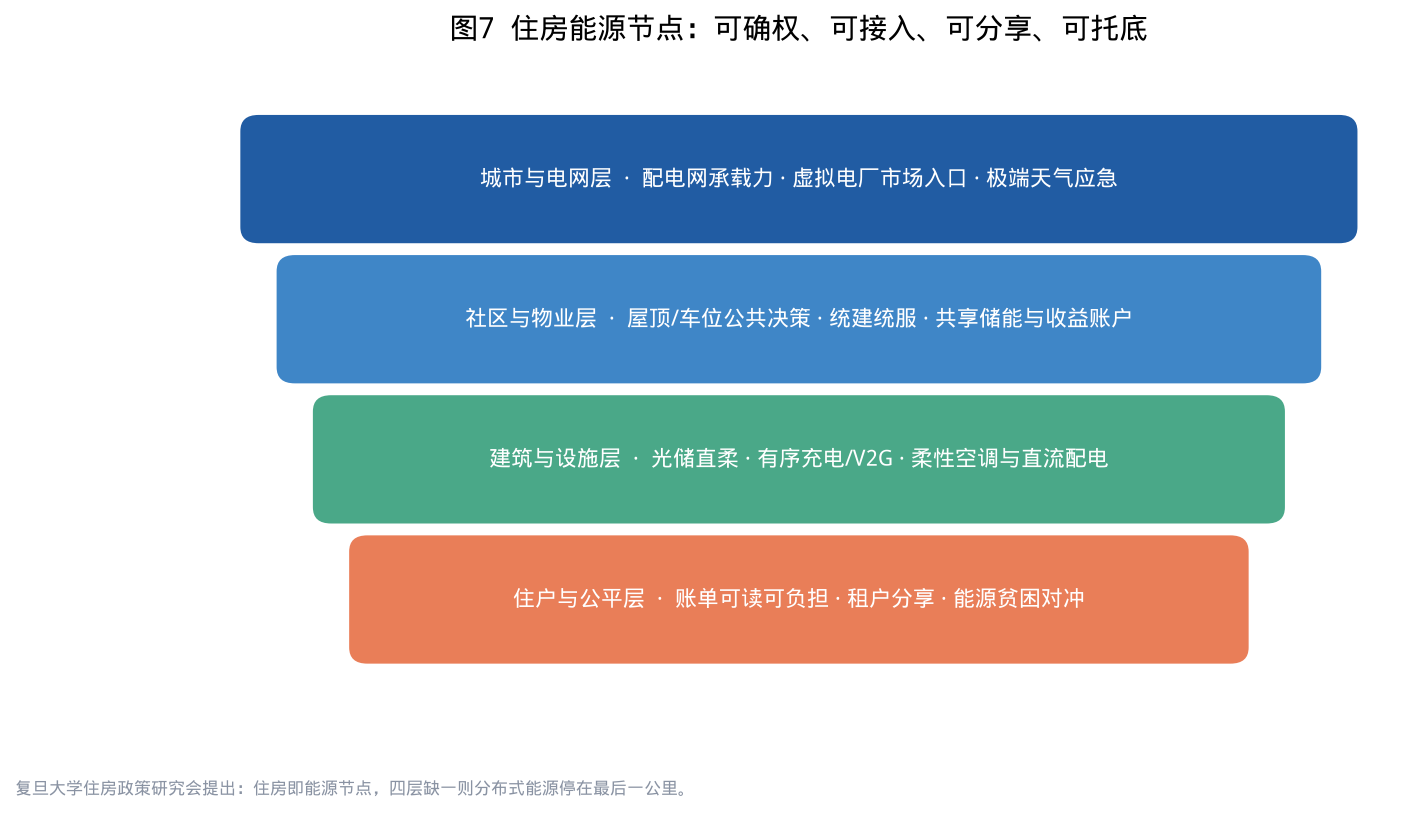 图7 住房能源节点：可确权、可接入、可分享、可托底
城市与电网层 · 配电网承载力 · 虚拟电厂市场入口 · 极端天气应急
社区与物业层 · 屋顶/车位公共决策 · 统建统服 · 共享储能与收益账户
建筑与设施层 · 光储直柔 · 有序充电/V2G · 柔性空调与直流配电
住户与公平层 · 账单可读可负担 · 租户分享 · 能源贫困对冲
复旦大学住房政策研究会提出：住房即能源节点，四层缺一则分布式能源停在最后一公里。